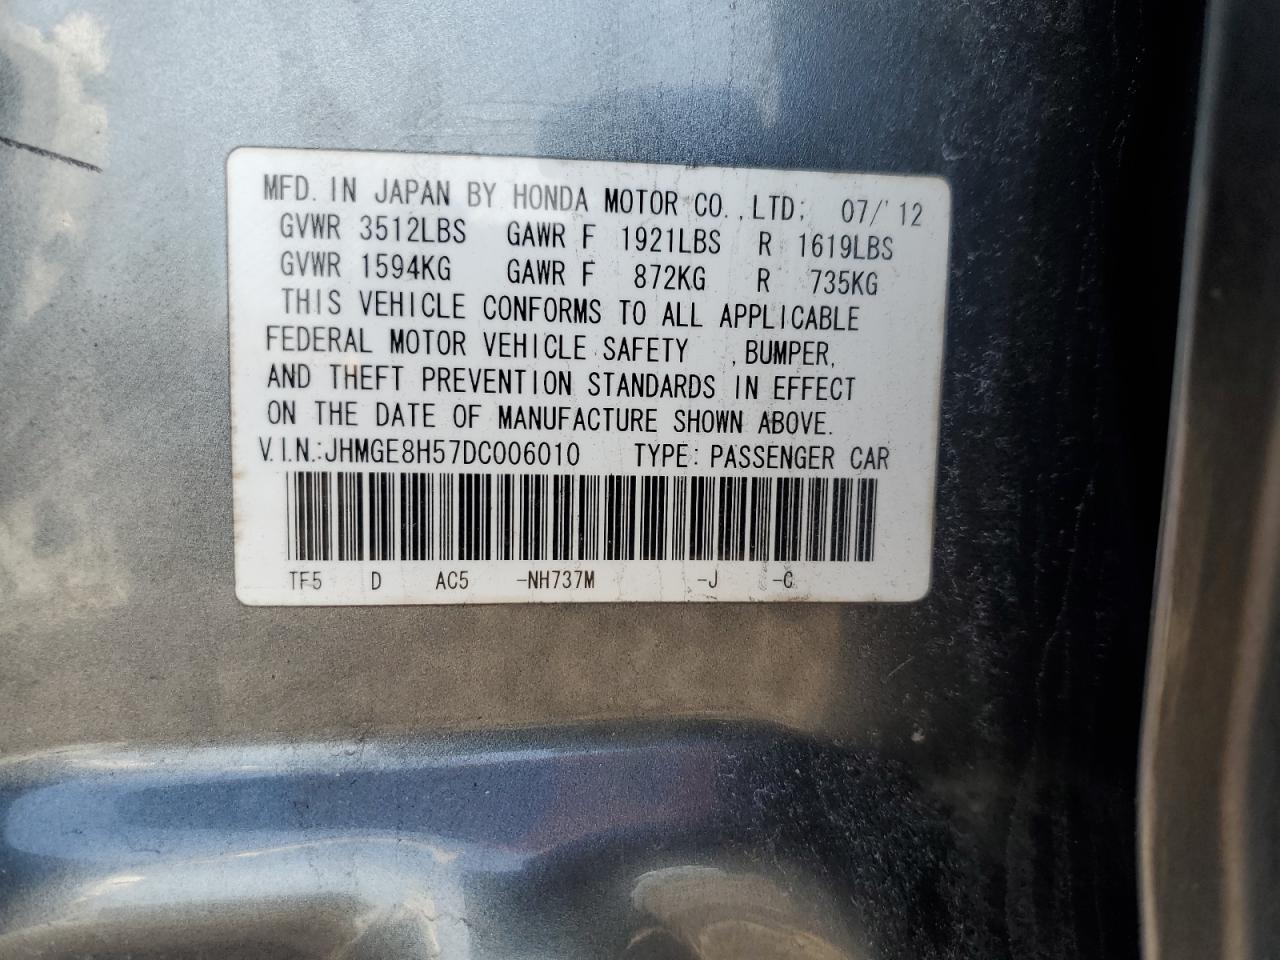 MFD. IN JAPAN BY HONDA MOTOR CO., LTD; 07/'12
GVWR 3512LBS GAWR F 1921LBS R 1619LBS
GVWR 1594KG GAWR F 872KG R 735KG
THIS VEHICLE CONFORMS TO ALL APPLICABLE
FEDERAL MOTOR VEHICLE SAFETY , BUMPER,
AND THEFT PREVENTION STANDARDS IN EFFECT
ON THE DATE OF MANUFACTURE SHOWN ABOVE.
V.I.N.:JHMGE8H57DC006010 TYPE: PASSENGER CAR
TF5 D AC5 -NH737M -J -C